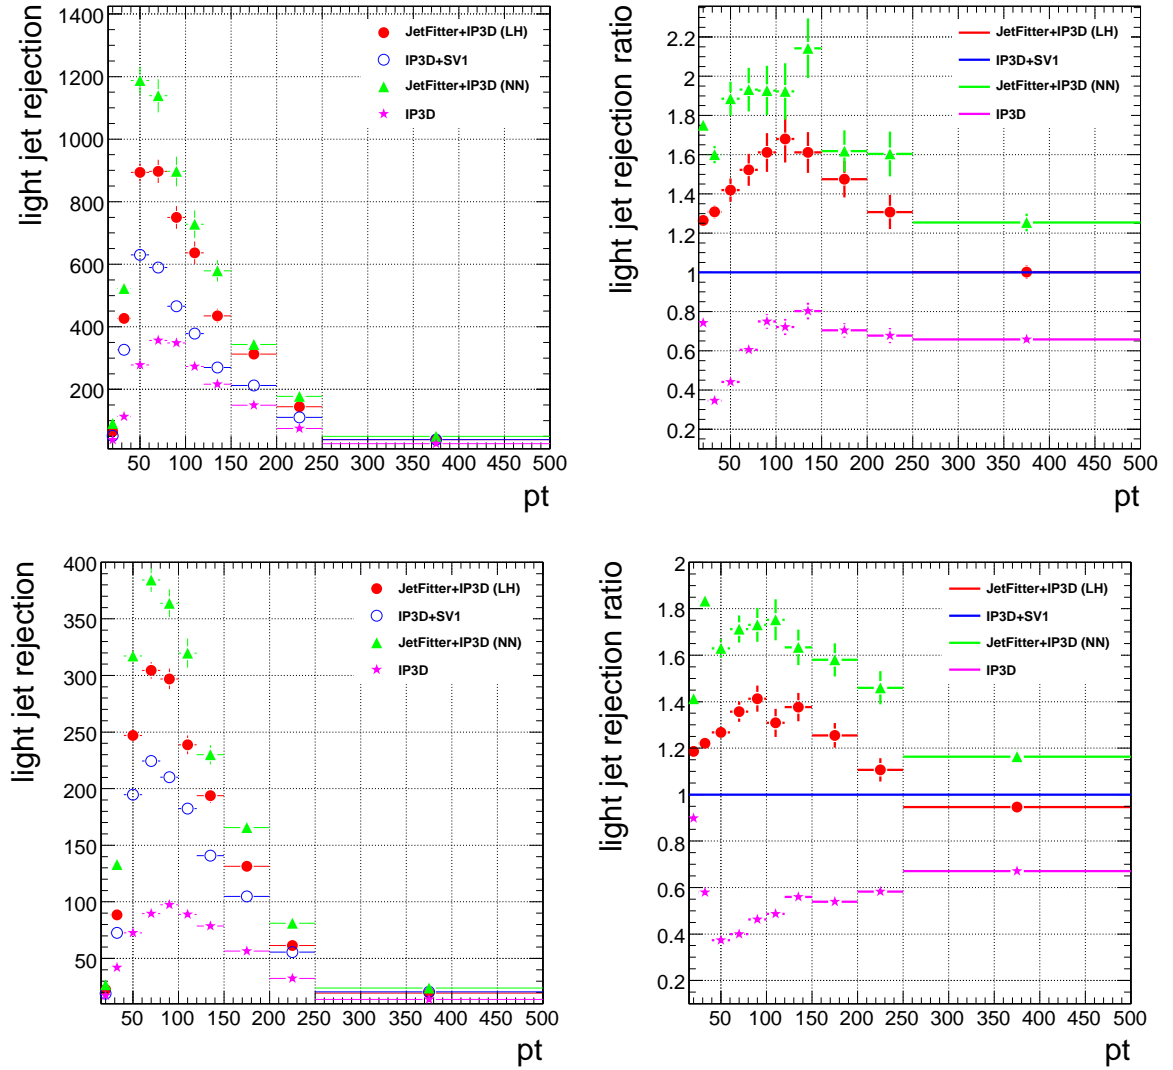 1400
1200
1000
800
600
400
200
light jet rejection
JetFitter+IP3D (LH)
IP3D+SV1
JetFitter+IP3D (NN)
IP3D
50 100 150 200 250 300 350 400 450 500
pt
2.2
2
1.8
1.6
1.4
1.2
1
0.8
0.6
0.4
0.2
light jet rejection ratio
JetFitter+IP3D (LH)
IP3D+SV1
JetFitter+IP3D (NN)
IP3D
50 100 150 200 250 300 350 400 450 500
pt
400
350
300
250
200
150
100
50
light jet rejection
JetFitter+IP3D (LH)
IP3D+SV1
JetFitter+IP3D (NN)
IP3D
50 100 150 200 250 300 350 400 450 500
pt
2
1.8
1.6
1.4
1.2
1
0.8
0.6
0.4
0.2
light jet rejection ratio
JetFitter+IP3D (LH)
IP3D+SV1
JetFitter+IP3D (NN)
IP3D
50 100 150 200 250 300 350 400 450 500
pt